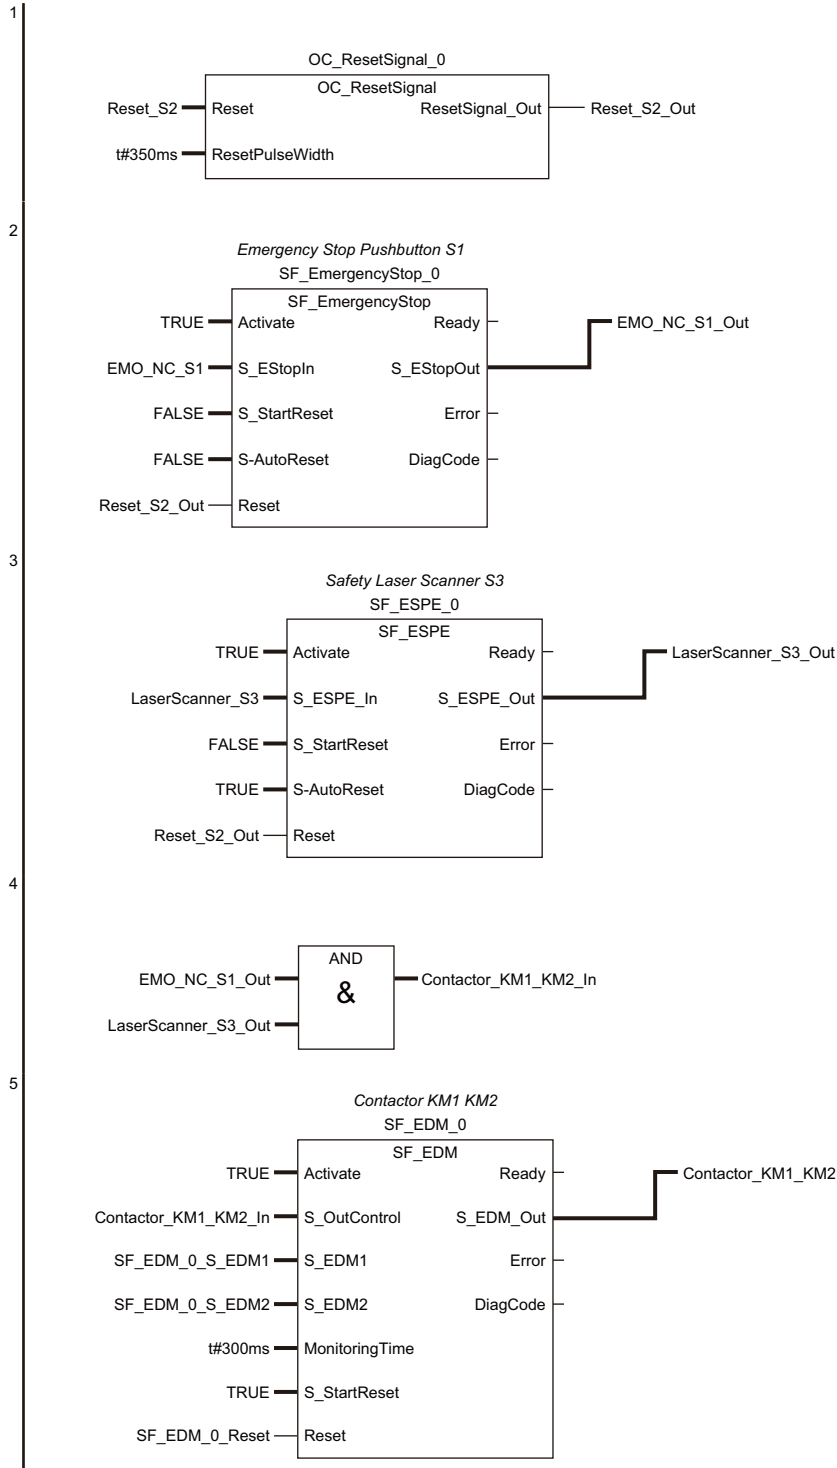 1
OC_ResetSignal_0
OC_ResetSignal
Reset_S2 Reset ResetSignal_Out Reset_S2_Out
t#350ms ResetPulseWidth
2
Emergency Stop Pushbutton S1
SF_EmergencyStop_0
SF_EmergencyStop
TRUE Activate Ready EMO_NC_S1_Out
EMO_NC_S1 S_EStopIn S_EStopOut
FALSE S_StartReset Error
FALSE S-AutoReset DiagCode
Reset_S2_Out Reset
3
Safety Laser Scanner S3
SF_ESPE_0
SF_ESPE
TRUE Activate Ready LaserScanner_S3_Out
LaserScanner_S3 S_ESPE_In S_ESPE_Out
FALSE S_StartReset Error
TRUE S-AutoReset DiagCode
Reset_S2_Out Reset
4
AND
EMO_NC_S1_Out & Contactor_KM1_KM2_In
LaserScanner_S3_Out
5
Contactor KM1 KM2
SF_EDM_0
SF_EDM
TRUE Activate Ready Contactor_KM1_KM2
Contactor_KM1_KM2_In S_OutControl S_EDM_Out
SF_EDM_0_S_EDM1 S_EDM1 Error
SF_EDM_0_S_EDM2 S_EDM2 DiagCode
t#300ms MonitoringTime
TRUE S_StartReset
SF_EDM_0_Reset Reset